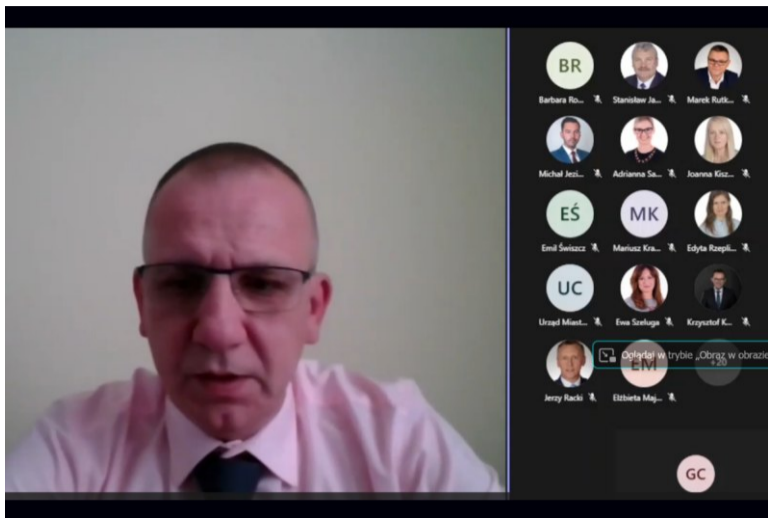 BR
Barbara Ro... Stanisław Ja... Marek Rutk...
Michał Jezi... Adrianna Sa... Joanna Kisz...
EŚ MK
Emil Świszcz Mariusz Kra... Edyta Rzepli...
UC
Urząd Miast... Ewa Szeluga Krzysztof K...
Oglądaj w trybie „Obraz w obrazie
EM +20
Jerzy Racki Elżbieta Maj...
GC